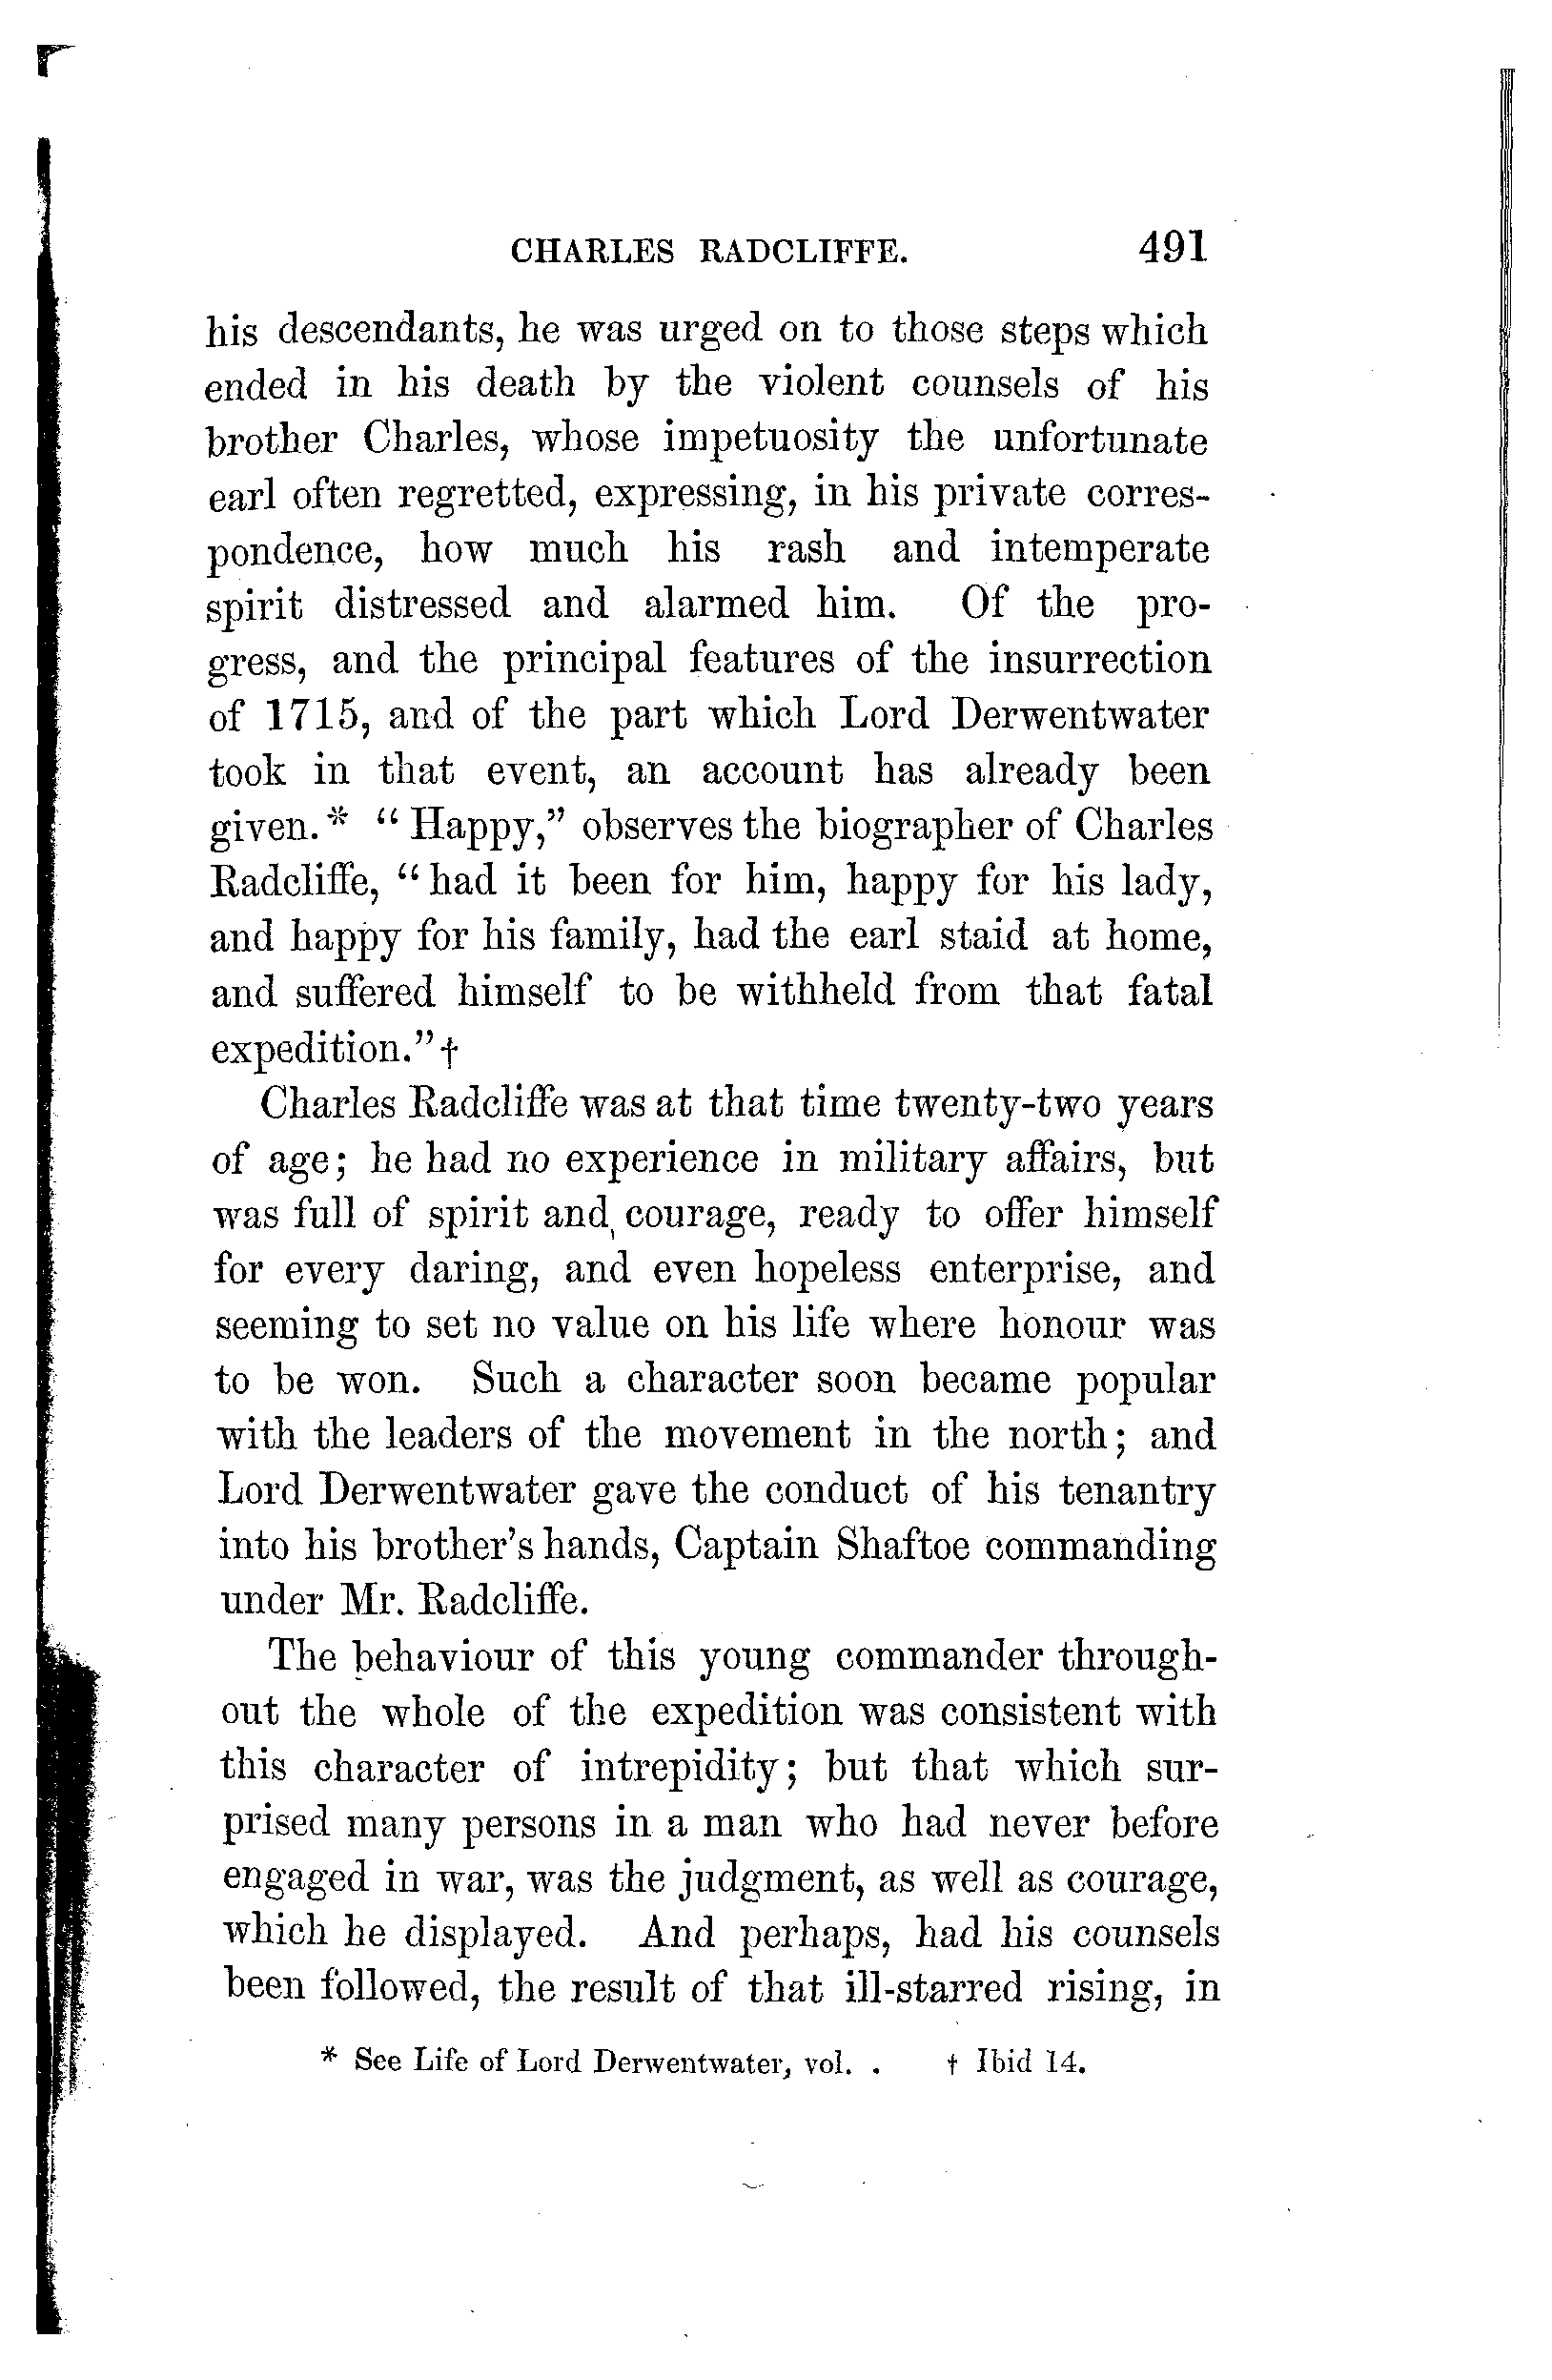 CHARLES RADCLIFFE. 491
his descendants, he was urged on to those steps which
ended in his death by the violent counsels of his
brother Charles, whose impetuosity the unfortunate
earl often regretted, expressing, in his private corres-
pondence, how much his rash and intemperate
spirit distressed and alarmed him. Of the pro-
gress, and the principal features of the insurrection
of 1715, and of the part which Lord Derwentwater
took in that event, an account has already been
given.* "Happy," observes the biographer of Charles
Radcliffe, "had it been for him, happy for his lady,
and happy for his family, had the earl staid at home,
and suffered himself to be withheld from that fatal
expedition."†
Charles Radcliffe was at that time twenty-two years
of age; he had no experience in military affairs, but
was full of spirit and courage, ready to offer himself
for every daring, and even hopeless enterprise, and
seeming to set no value on his life where honour was
to be won. Such a character soon became popular
with the leaders of the movement in the north; and
Lord Derwentwater gave the conduct of his tenantry
into his brother's hands, Captain Shaftoe commanding
under Mr. Radcliffe.
The behaviour of this young commander through-
out the whole of the expedition was consistent with
this character of intrepidity; but that which sur-
prised many persons in a man who had never before
engaged in war, was the judgment, as well as courage,
which he displayed. And perhaps, had his counsels
been followed, the result of that ill-starred rising, in
* See Life of Lord Derwentwater, vol. . † Ibid 14.